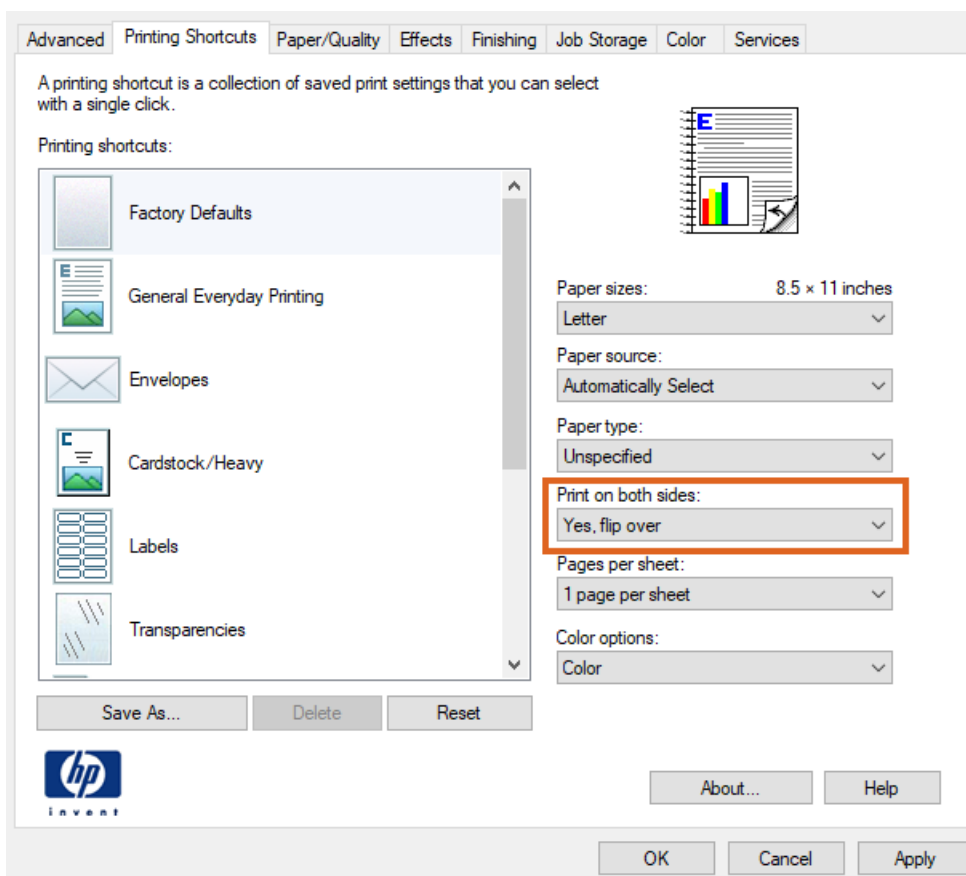 Advanced Printing Shortcuts Paper/Quality Effects Finishing Job Storage Color Services
A printing shortcut is a collection of saved print settings that you can select
with a single click.
Printing shortcuts:
Factory Defaults
E
General Everyday Printing
Envelopes
C
Cardstock/Heavy
Labels
Transparencies
Save As... Delete Reset
E
Paper sizes: 8.5 × 11 inches
Letter
Paper source:
Automatically Select
Paper type:
Unspecified
Print on both sides:
Yes, flip over
Pages per sheet:
1 page per sheet
Color options:
Color
hp
invent
About... Help
OK Cancel Apply